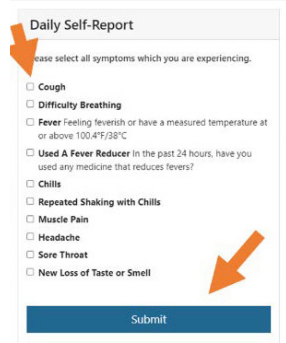 Daily Self-Report
ease select all symptoms which you are experiencing.
Cough
Difficulty Breathing
Fever Feeling feverish or have a measured temperature at
or above 100.4°F/38°C
Used A Fever Reducer In the past 24 hours, have you
used any medicine that reduces fevers?
Chills
Repeated Shaking with Chills
Muscle Pain
Headache
Sore Throat
New Loss of Taste or Smell
Submit